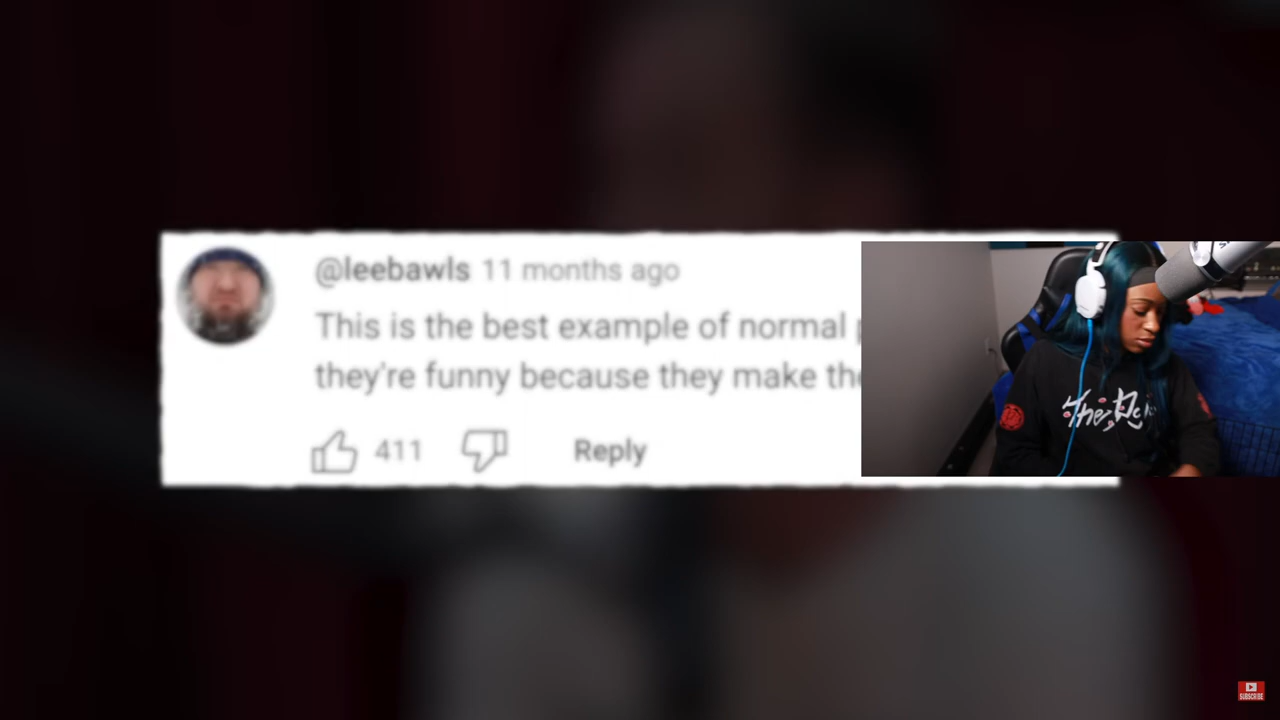 @leebawls 11 months ago
This is the best example of normal
they're funny because they make
411
Reply
SUBSCRIBE